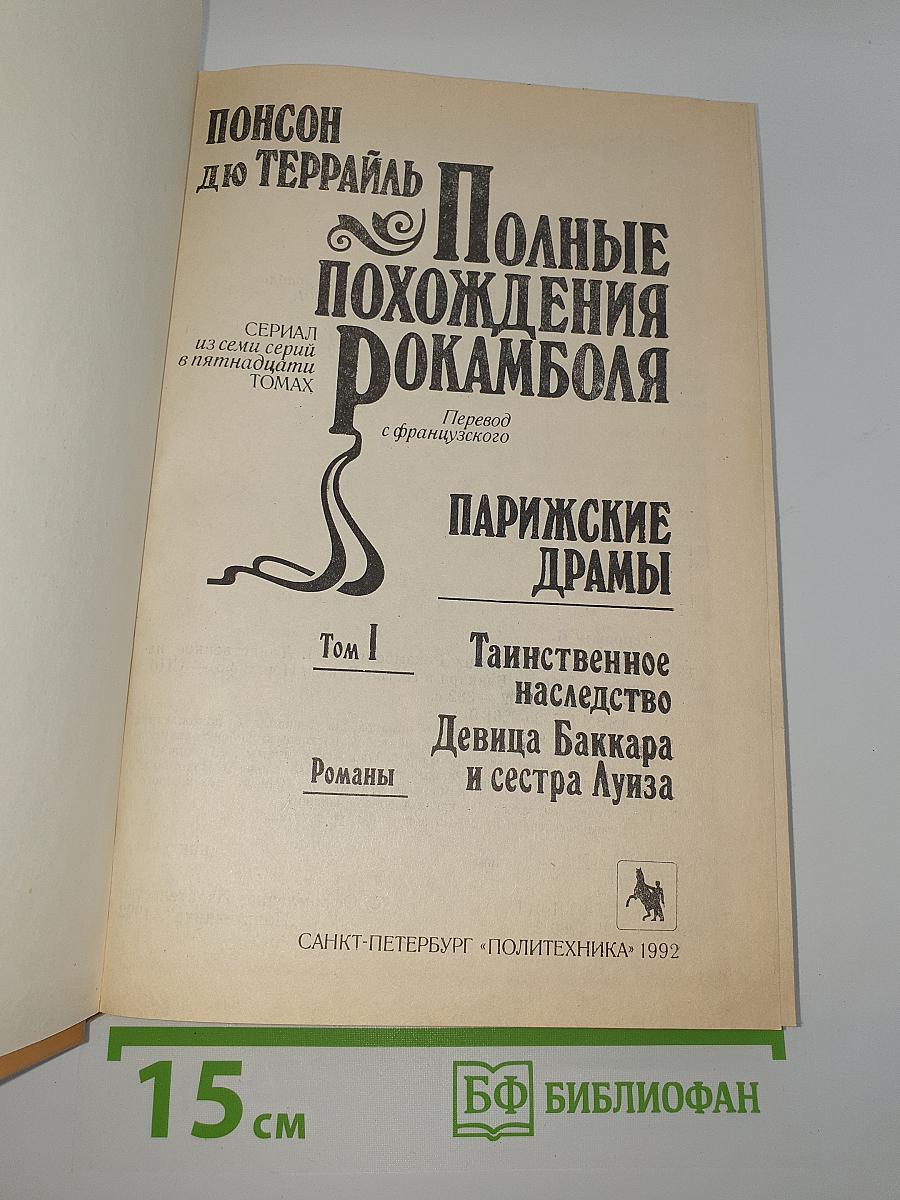 ПОНСОН
дю ТЕРРАЙЛЬ
ПОЛНЫЕ
ПОХОЖДЕНИЯ
РОКАМБОЛЯ
СЕРИАЛ
из семи серий
в пятнадцати
ТОМАХ
Перевод
с французского
ПАРИЖСКИЕ
ДРАМЫ
Том I
Таинственное
наследство
Девица Баккара
и сестра Луиза
Романы
САНКТ-ПЕТЕРБУРГ «ПОЛИТЕХНИКА» 1992
15 см
БФ БИБЛИОФАН